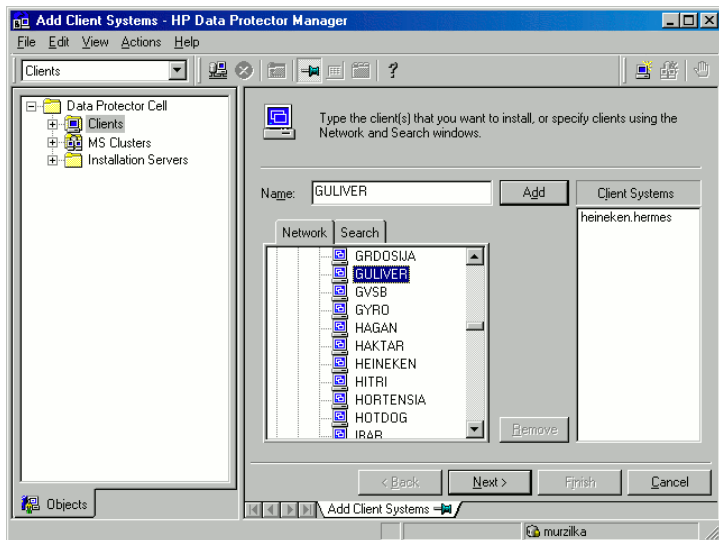 Add Client Systems - HP Data Protector Manager
File Edit View Actions Help
Clients
?
Data Protector Cell
Clients
MS Clusters
Installation Servers
Objects
Type the client(s) that you want to install, or specify clients using the
Network and Search windows.
Name: GULIVER Add
Client Systems
heineken.hermes
Network Search
GRDOSIJA
GULIVER
GVSB
GYRO
HAGAN
HAKTAR
HEINEKEN
HITRI
HORTENSIA
HOTDOG
IBAR
Remove
< Back Next > Finish Cancel
Add Client Systems
murzilka